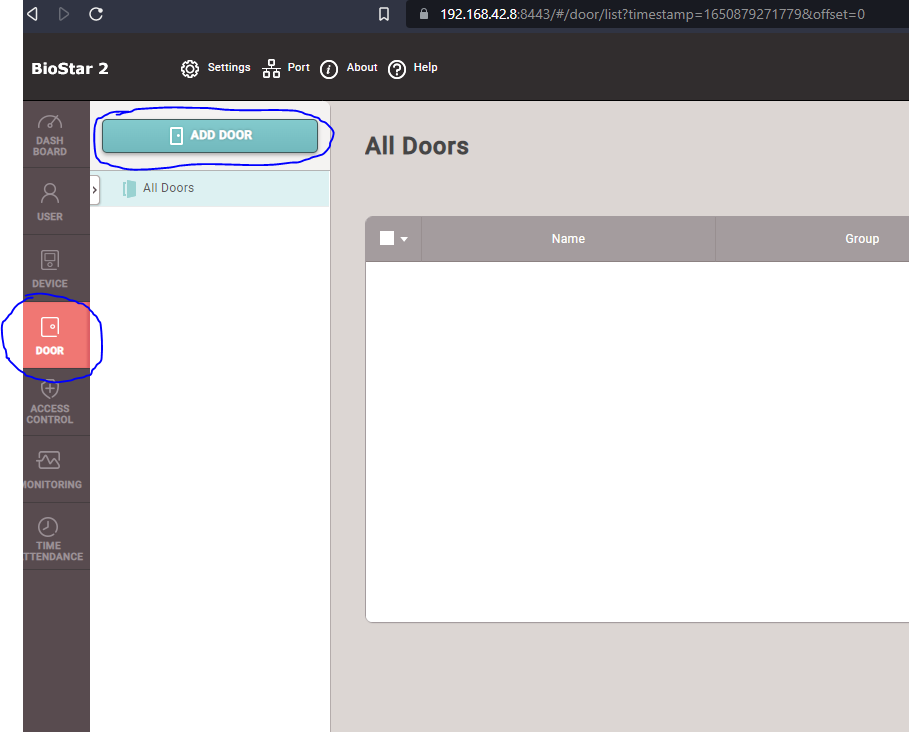 192.168.42.8:8443/#/door/list?timestamp=1650879271779&offset=0
BioStar 2
Settings
Port
About
Help
DASH
BOARD
USER
DEVICE
DOOR
ACCESS
CONTROL
MONITORING
TIME
ATTENDANCE
ADD DOOR
All Doors
All Doors
Name
Group